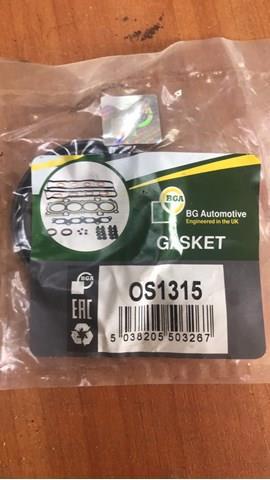 BGA
BG Automotive
Engineered in the UK
GASKET
BGA
EAC
OS1315
5 038205 503267